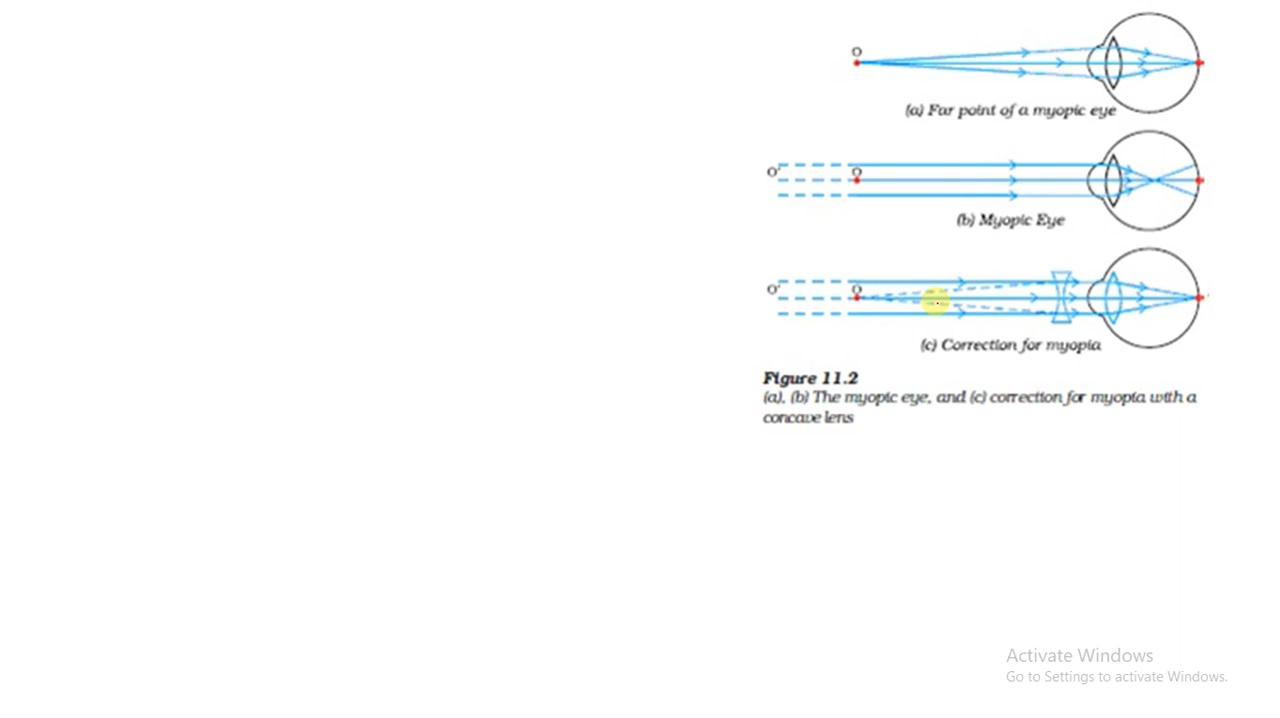 O
(a) Far point of a myopic eye
O' O
(b) Myopic Eye
O' O
(c) Correction for myopia
Figure 11.2
(a), (b) The myopic eye, and (c) correction for myopia with a
concave lens
Activate Windows
Go to Settings to activate Windows.